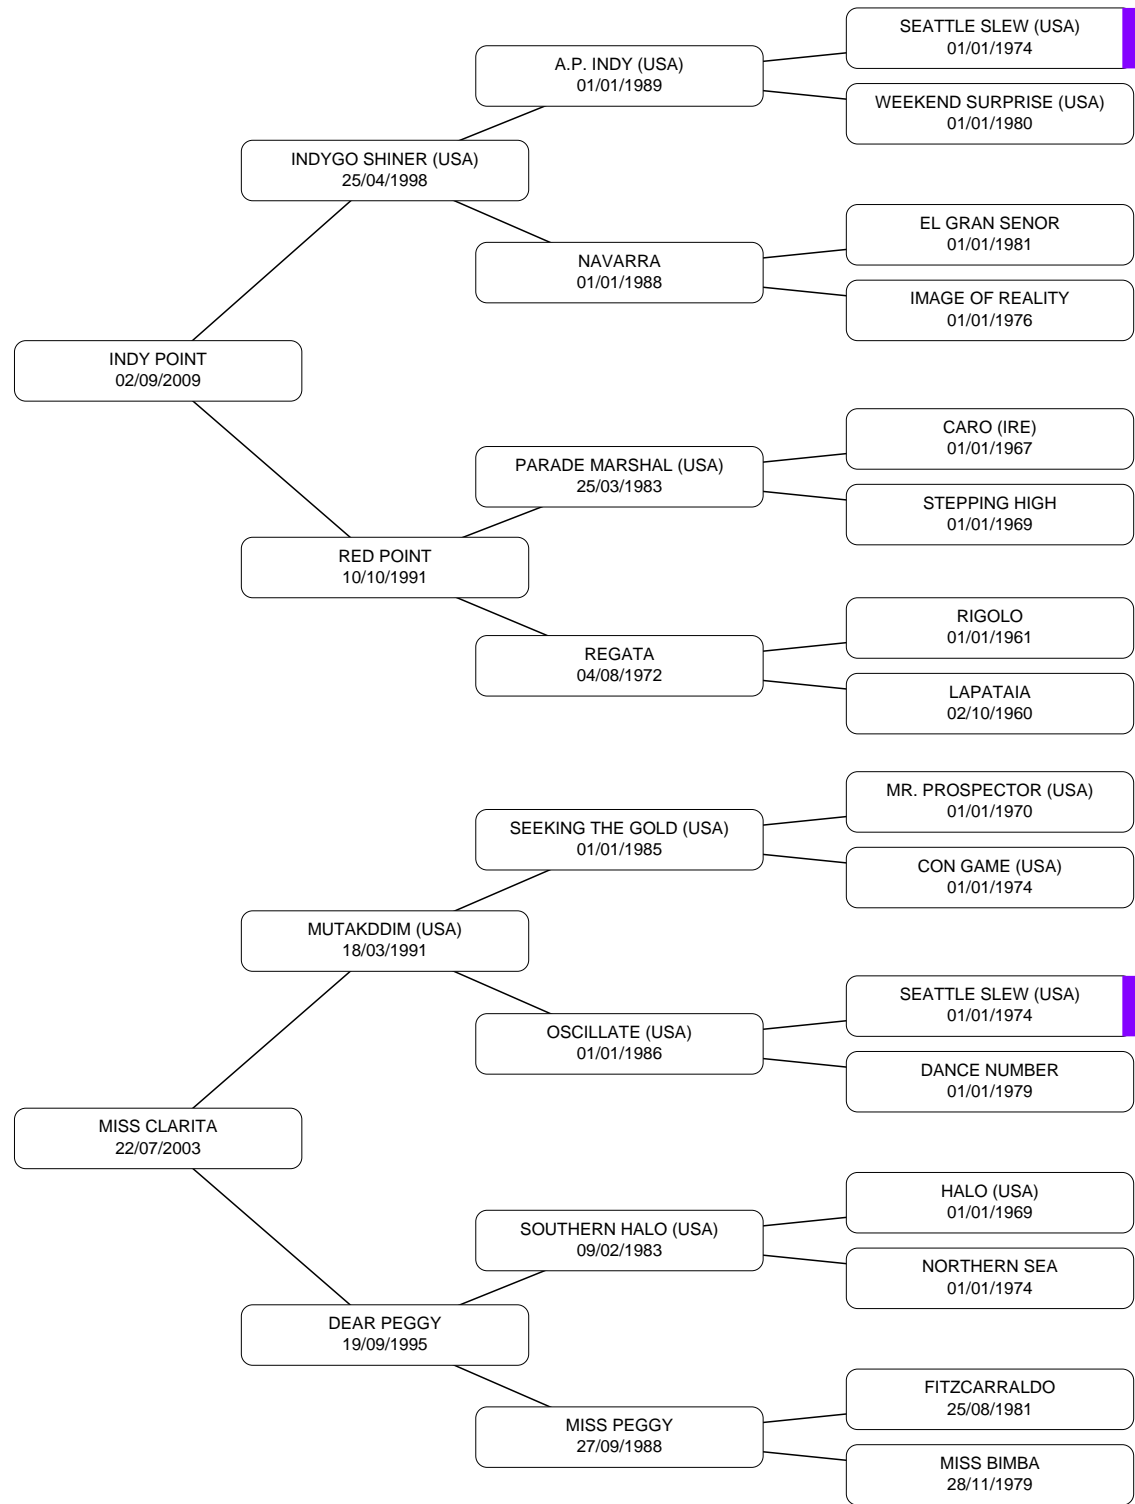 SEATTLE SLEW (USA)
01/01/1974
A.P. INDY (USA)
01/01/1989
WEEKEND SURPRISE (USA)
01/01/1980
INDYGO SHINER (USA)
25/04/1998
EL GRAN SENOR
01/01/1981
NAVARRA
01/01/1988
IMAGE OF REALITY
01/01/1976
INDY POINT
02/09/2009
CARO (IRE)
01/01/1967
PARADE MARSHAL (USA)
25/03/1983
STEPPING HIGH
01/01/1969
RED POINT
10/10/1991
RIGOLO
01/01/1961
REGATA
04/08/1972
LAPATAIA
02/10/1960
MR. PROSPECTOR (USA)
01/01/1970
SEEKING THE GOLD (USA)
01/01/1985
CON GAME (USA)
01/01/1974
MUTAKDDIM (USA)
18/03/1991
SEATTLE SLEW (USA)
01/01/1974
OSCILLATE (USA)
01/01/1986
DANCE NUMBER
01/01/1979
MISS CLARITA
22/07/2003
HALO (USA)
01/01/1969
SOUTHERN HALO (USA)
09/02/1983
NORTHERN SEA
01/01/1974
DEAR PEGGY
19/09/1995
FITZCARRALDO
25/08/1981
MISS PEGGY
27/09/1988
MISS BIMBA
28/11/1979